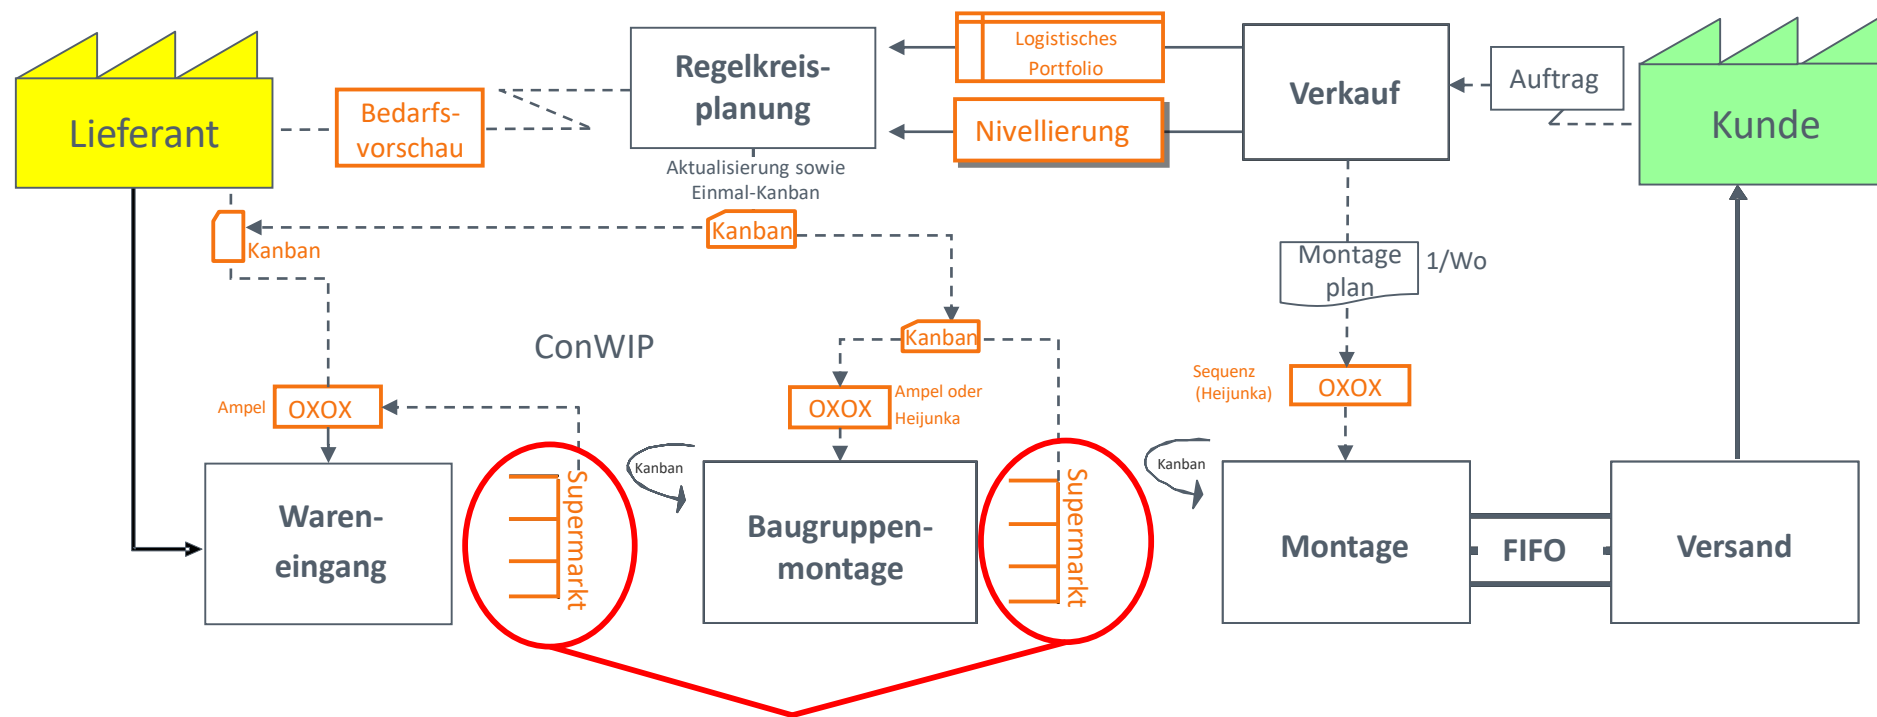 Lieferant
Bedarfs-
vorschau
Regelkreis-
planung
Logistisches
Portfolio
Nivellierung
Verkauf
Auftrag
Kunde
Aktualisierung sowie
Einmal-Kanban
Kanban
Kanban
Montage
plan
1/Wo
ConWIP
Kanban
Ampel
OXOX
OXOX
Ampel oder
Heijunka
Sequenz
(Heijunka)
OXOX
Waren-
eingang
Supermarkt
Kanban
Baugruppen-
montage
Supermarkt
Kanban
Montage
FIFO
Versand